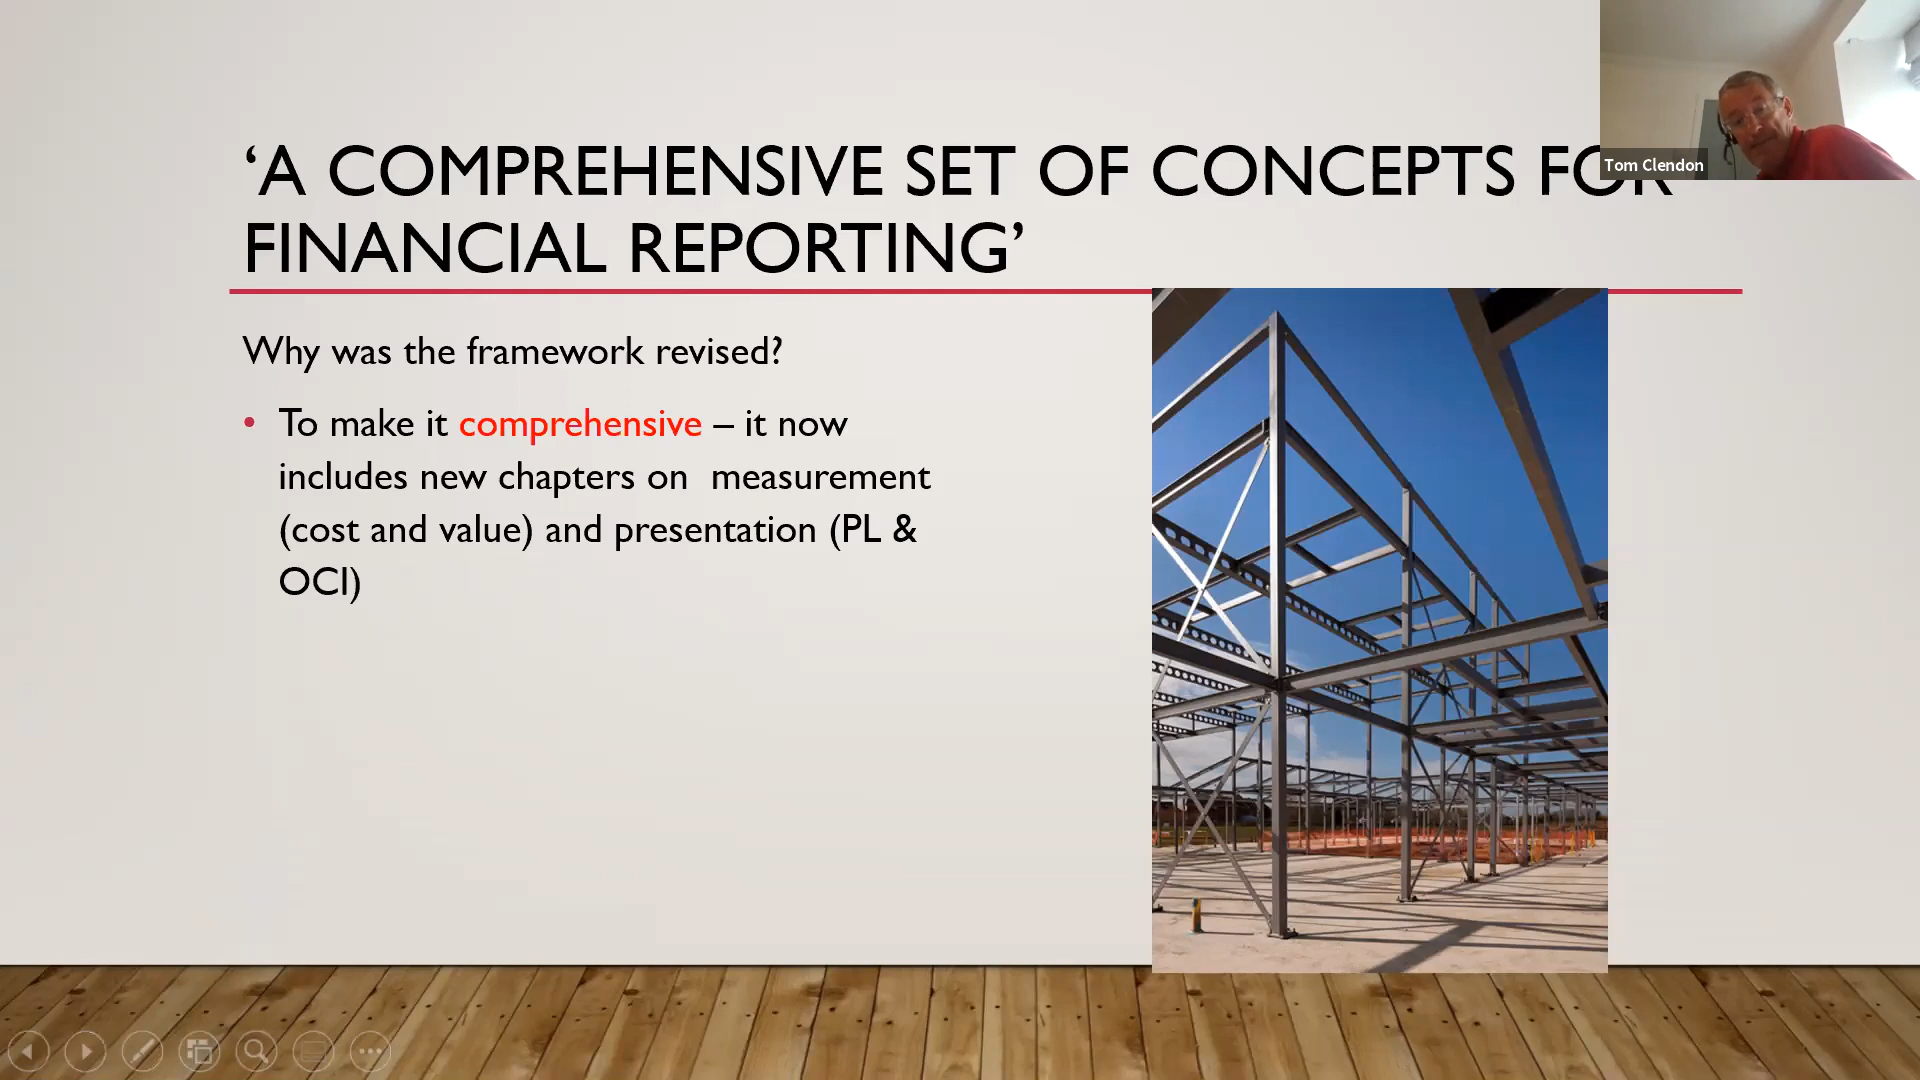 ‘A COMPREHENSIVE SET OF CONCEPTS FOR
FINANCIAL REPORTING’
Tom Clendon
Why was the framework revised?
• To make it comprehensive – it now
includes new chapters on measurement
(cost and value) and presentation (PL &
OCI)